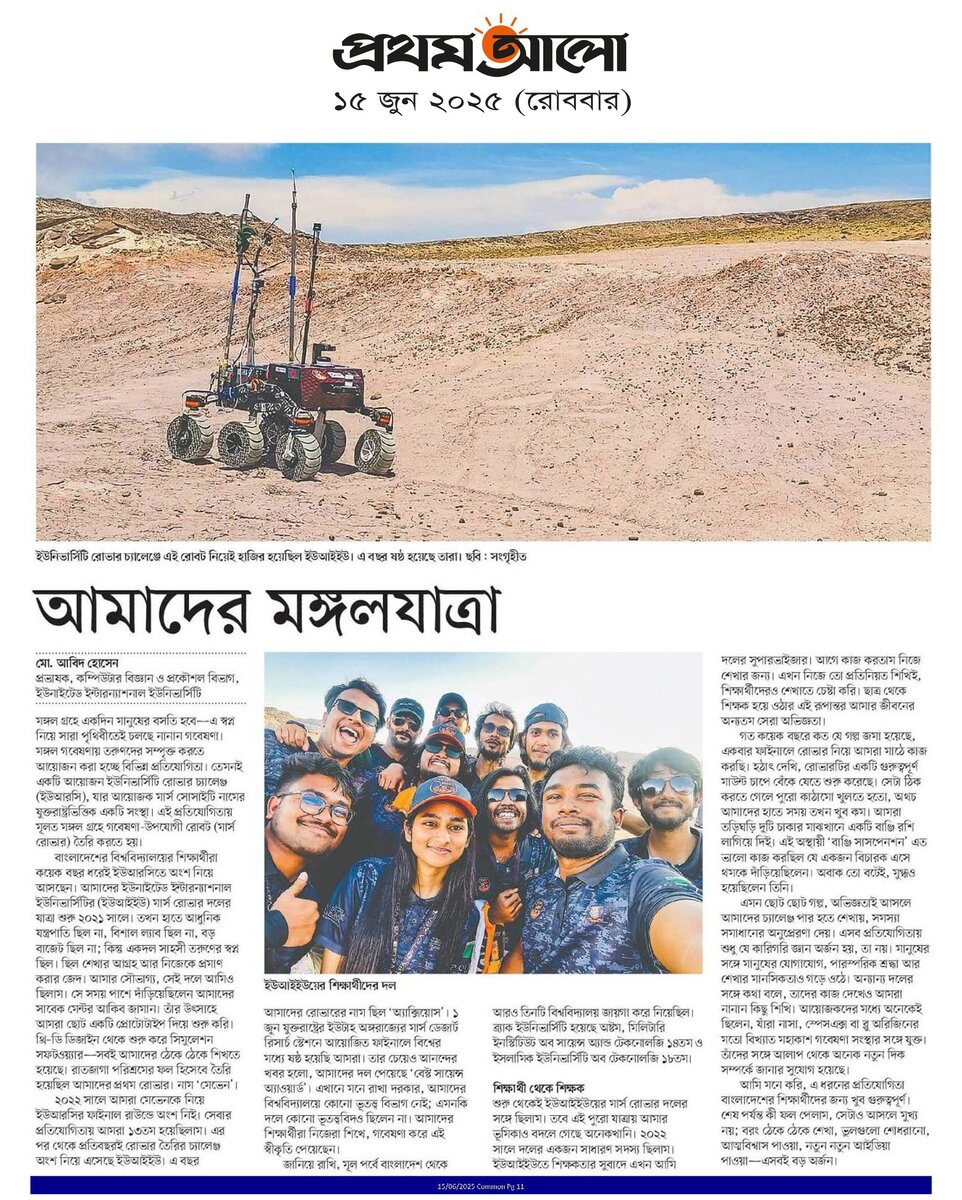 প্রথম আলো
১৫ জুন ২০২৫ (রোববার)
ইউনিভার্সিটি রোভার চ্যালেঞ্জে এই রোবট নিয়েই হাজির হয়েছিল ইউআইইউ। এ বছর ষষ্ঠ হয়েছে তারা। ছবি : সংগৃহীত
আমাদের মঙ্গলযাত্রা
মো. আবিদ হোসেন
প্রভাষক, কম্পিউটার বিজ্ঞান ও প্রকৌশল বিভাগ,
ইউনাইটেড ইন্টারন্যাশনাল ইউনিভার্সিটি
মঙ্গল গ্রহে একদিন মানুষের বসতি হবে—এ স্বপ্ন
নিয়ে সারা পৃথিবীতেই চলছে নানান গবেষণা।
মঙ্গল গবেষণায় তরুণদের সম্পৃক্ত করতে
আয়োজন করা হচ্ছে বিভিন্ন প্রতিযোগিতা। তেমনই
একটি আয়োজন ইউনিভার্সিটি রোভার চ্যালেঞ্জ
(ইউআরসি), যার আয়োজক মার্স সোসাইটি নামের
যুক্তরাষ্ট্রভিত্তিক একটি সংস্থা। এই প্রতিযোগিতায়
মূলত মঙ্গল গ্রহে গবেষণা-উপযোগী রোবট (মার্স
রোভার) তৈরি করতে হয়।
বাংলাদেশের বিশ্ববিদ্যালয়ের শিক্ষার্থীরা
কয়েক বছর ধরেই ইউআরসিতে অংশ নিয়ে
আসছেন। আমাদের ইউনাইটেড ইন্টারন্যাশনাল
ইউনিভার্সিটির (ইউআইইউ) মার্স রোভার দলের
যাত্রা শুরু ২০২১ সালে। তখন হাতে আধুনিক
যন্ত্রপাতি ছিল না, বিশাল ল্যাব ছিল না, বড়
বাজেট ছিল না; কিন্তু একদল সাহসী তরুণের স্বপ্ন
ছিল। ছিল শেখার আগ্রহ আর নিজেকে প্রমাণ
করার জেদ। আমার সৌভাগ্য, সেই দলে আমিও
ছিলাম। সে সময় পাশে দাঁড়িয়েছিলেন আমাদের
সাবেক মেন্টর আকিব জামান। তাঁর উৎসাহে
আমরা ছোট একটি প্রোটোটাইপ দিয়ে শুরু করি।
থ্রি-ডি ডিজাইন থেকে শুরু করে সিমুলেশন
সফটওয়্যার—সবই আমাদের ঠেকে ঠেকে শিখতে
হয়েছে। রাতজাগা পরিশ্রমের ফল হিসেবে তৈরি
হয়েছিল আমাদের প্রথম রোভার। নাম ‘সেভেন’।
২০২২ সালে আমরা সেভেনকে নিয়ে
ইউআরসির ফাইনাল রাউন্ডে অংশ নিই। সেবার
প্রতিযোগিতায় আমরা ১৩তম হয়েছিলাম। এর
পর থেকে প্রতিবছরই রোভার তৈরির চ্যালেঞ্জে
অংশ নিয়ে এসেছে ইউআইইউ। এ বছর
ইউআইইউয়ের শিক্ষার্থীদের দল
আমাদের রোভারের নাম ছিল ‘অ্যাক্সিয়োস’। ১
জুন যুক্তরাষ্ট্রের ইউটাহ অঙ্গরাজ্যের মার্স ডেজার্ট
রিসার্চ স্টেশনে আয়োজিত ফাইনালে বিশ্বের
মধ্যে ষষ্ঠ হয়েছি আমরা। তার চেয়েও আনন্দের
খবর হলো, আমাদের দল পেয়েছে ‘বেস্ট সায়েন্স
অ্যাওয়ার্ড’। এখানে মনে রাখা দরকার, আমাদের
বিশ্ববিদ্যালয়ে কোনো ভূতত্ত্ব বিভাগ নেই; এমনকি
দলে কোনো ভূতত্ত্ববিদও ছিলেন না। আমাদের
শিক্ষার্থীরা নিজেরা শিখে, গবেষণা করে এই
স্বীকৃতি পেয়েছেন।
জানিয়ে রাখি, মূল পর্বে বাংলাদেশ থেকে
আরও তিনটি বিশ্ববিদ্যালয় জায়গা করে নিয়েছিল।
ব্র্যাক ইউনিভার্সিটি হয়েছে অষ্টম, মিলিটারি
ইনস্টিটিউট অব সায়েন্স অ্যান্ড টেকনোলজি ১৪তম ও
ইসলামিক ইউনিভার্সিটি অব টেকনোলজি ১৮তম।
শিক্ষার্থী থেকে শিক্ষক
শুরু থেকেই ইউআইইউয়ের মার্স রোভার দলের
সঙ্গে ছিলাম। তবে এই পুরো যাত্রায় আমার
ভূমিকাও বদলে গেছে অনেকখানি। ২০২২
সালে দলের একজন সাধারণ সদস্য ছিলাম।
ইউআইইউতে শিক্ষকতার সুবাদে এখন আমি
দলের সুপারভাইজার। আগে কাজ করতাম নিজে
শেখার জন্য। এখন নিজে তো প্রতিনিয়ত শিখিই,
শিক্ষার্থীদেরও শেখাতে চেষ্টা করি। ছাত্র থেকে
শিক্ষক হয়ে ওঠার এই রূপান্তর আমার জীবনের
অন্যতম সেরা অভিজ্ঞতা।
গত কয়েক বছরে কত যে গল্প জমা হয়েছে,
একবার ফাইনালে রোভার নিয়ে আমরা মাঠে কাজ
করছি। হঠাৎ দেখি, রোভারটির একটি গুরুত্বপূর্ণ
মাউন্ট চাপে বেঁকে যেতে শুরু করেছে। সেটা ঠিক
করতে গেলে পুরো কাঠামো খুলতে হতো, অথচ
আমাদের হাতে সময় তখন খুব কম। আমরা
তড়িঘড়ি দুটি চাকার মাঝখানে একটি বাঞ্জি রশি
লাগিয়ে দিই। এই অস্থায়ী ‘বাঞ্জি সাসপেনশন’ এত
ভালো কাজ করছিল যে একজন বিচারক এসে
থমকে দাঁড়িয়েছিলেন। অবাক তো বটেই, মুগ্ধও
হয়েছিলেন তিনি।
এমন ছোট ছোট গল্প, অভিজ্ঞতাই আসলে
আমাদের চ্যালেঞ্জ পার হতে শেখায়, সমস্যা
সমাধানের অনুপ্রেরণা দেয়। এসব প্রতিযোগিতায়
শুধু যে কারিগরি জ্ঞান অর্জন হয়, তা নয়। মানুষের
সঙ্গে মানুষের যোগাযোগ, পারস্পরিক শ্রদ্ধা আর
শেখার মানসিকতাও গড়ে ওঠে। অন্যান্য দলের
সঙ্গে কথা বলে, তাদের কাজ দেখেও আমরা
নানান কিছু শিখি। আয়োজকদের মধ্যে অনেকেই
ছিলেন, যাঁরা নাসা, স্পেসএক্স বা ব্লু অরিজিনের
মতো বিখ্যাত মহাকাশ গবেষণা সংস্থার সঙ্গে যুক্ত।
তাঁদের সঙ্গে আলাপ থেকে অনেক নতুন দিক
সম্পর্কে জানার সুযোগ হয়েছে।
আমি মনে করি, এ ধরনের প্রতিযোগিতা
বাংলাদেশের শিক্ষার্থীদের জন্য খুব গুরুত্বপূর্ণ।
শেষ পর্যন্ত কী ফল পেলাম, সেটাও আসলে মুখ্য
নয়; বরং ঠেকে ঠেকে শেখা, ভুলগুলো শোধরানো,
আত্মবিশ্বাস পাওয়া, নতুন নতুন আইডিয়া
পাওয়া—এসবই বড় অর্জন।
15/06/2025 Common Pg 11